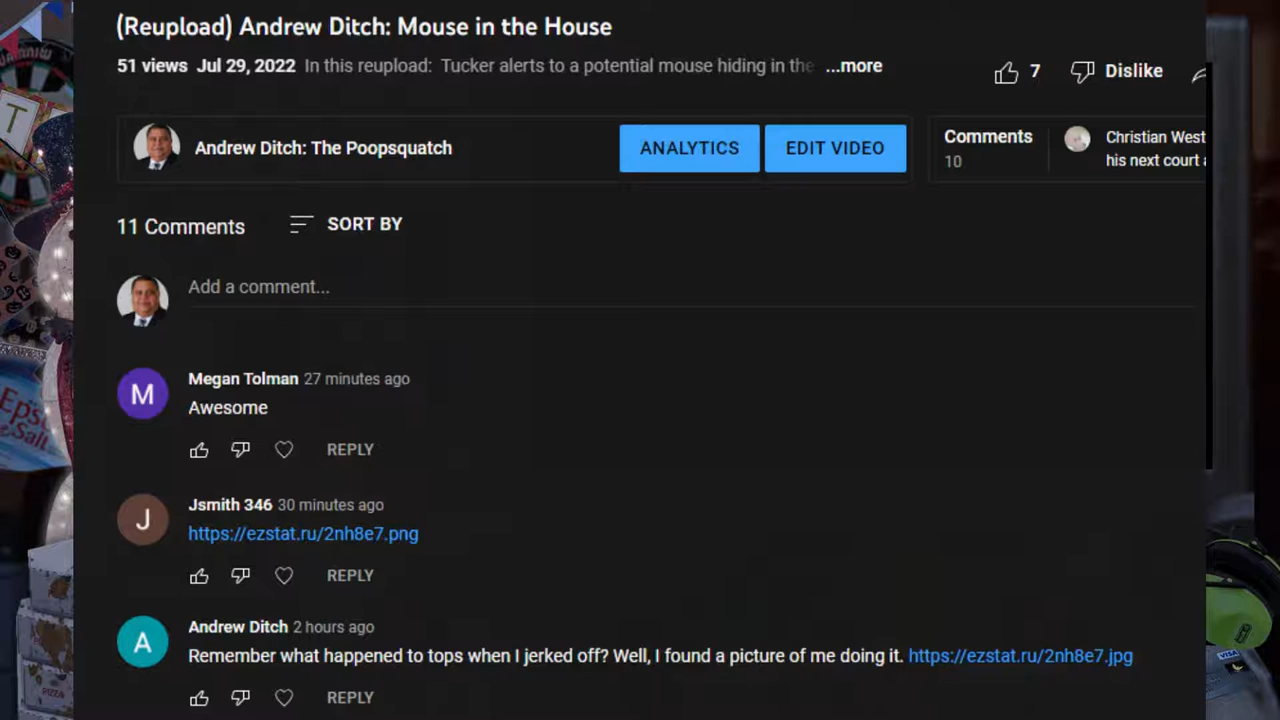 (Reupload) Andrew Ditch: Mouse in the House
51 views Jul 29, 2022 In this reupload: Tucker alerts to a potential mouse hiding in the ...more
7 Dislike
Andrew Ditch: The Poopsquatch
ANALYTICS EDIT VIDEO
Comments
10
Christian West
his next court
11 Comments SORT BY
Add a comment...
Megan Tolman 27 minutes ago
Awesome
REPLY
Jsmith 346 30 minutes ago
https://ezstat.ru/2nh8e7.png
REPLY
Andrew Ditch 2 hours ago
Remember what happened to tops when I jerked off? Well, I found a picture of me doing it. https://ezstat.ru/2nh8e7.jpg
REPLY
M
J
A
T
Eps
Salt
PIZZA
VISA